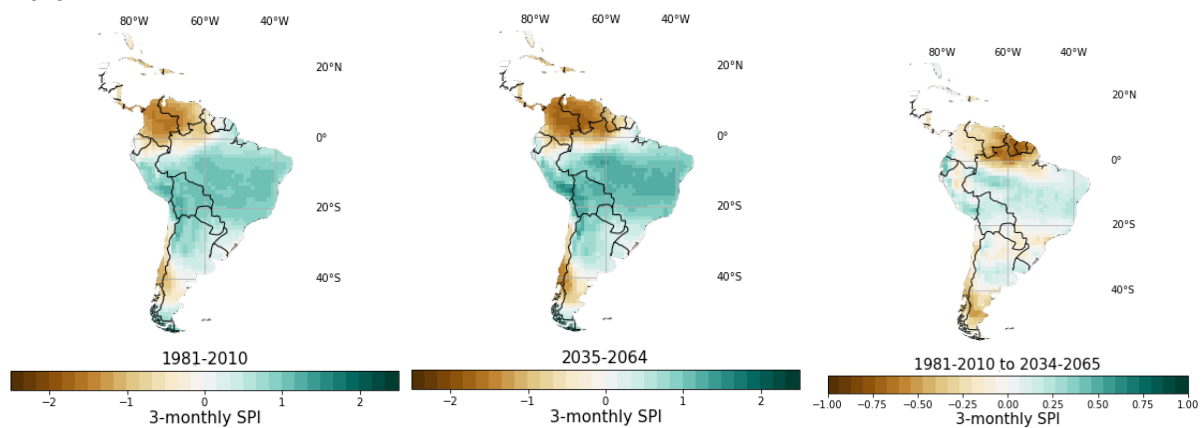 80°W 60°W 40°W
20°N
0°
20°S
40°S
1981-2010
−2 −1 0 1 2
3-monthly SPI
80°W 60°W 40°W
20°N
0°
20°S
40°S
2035-2064
−2 −1 0 1 2
3-monthly SPI
80°W 60°W 40°W
20°N
0°
20°S
40°S
1981-2010 to 2034-2065
−1.00 −0.75 −0.50 −0.25 0.00 0.25 0.50 0.75 1.00
3-monthly SPI